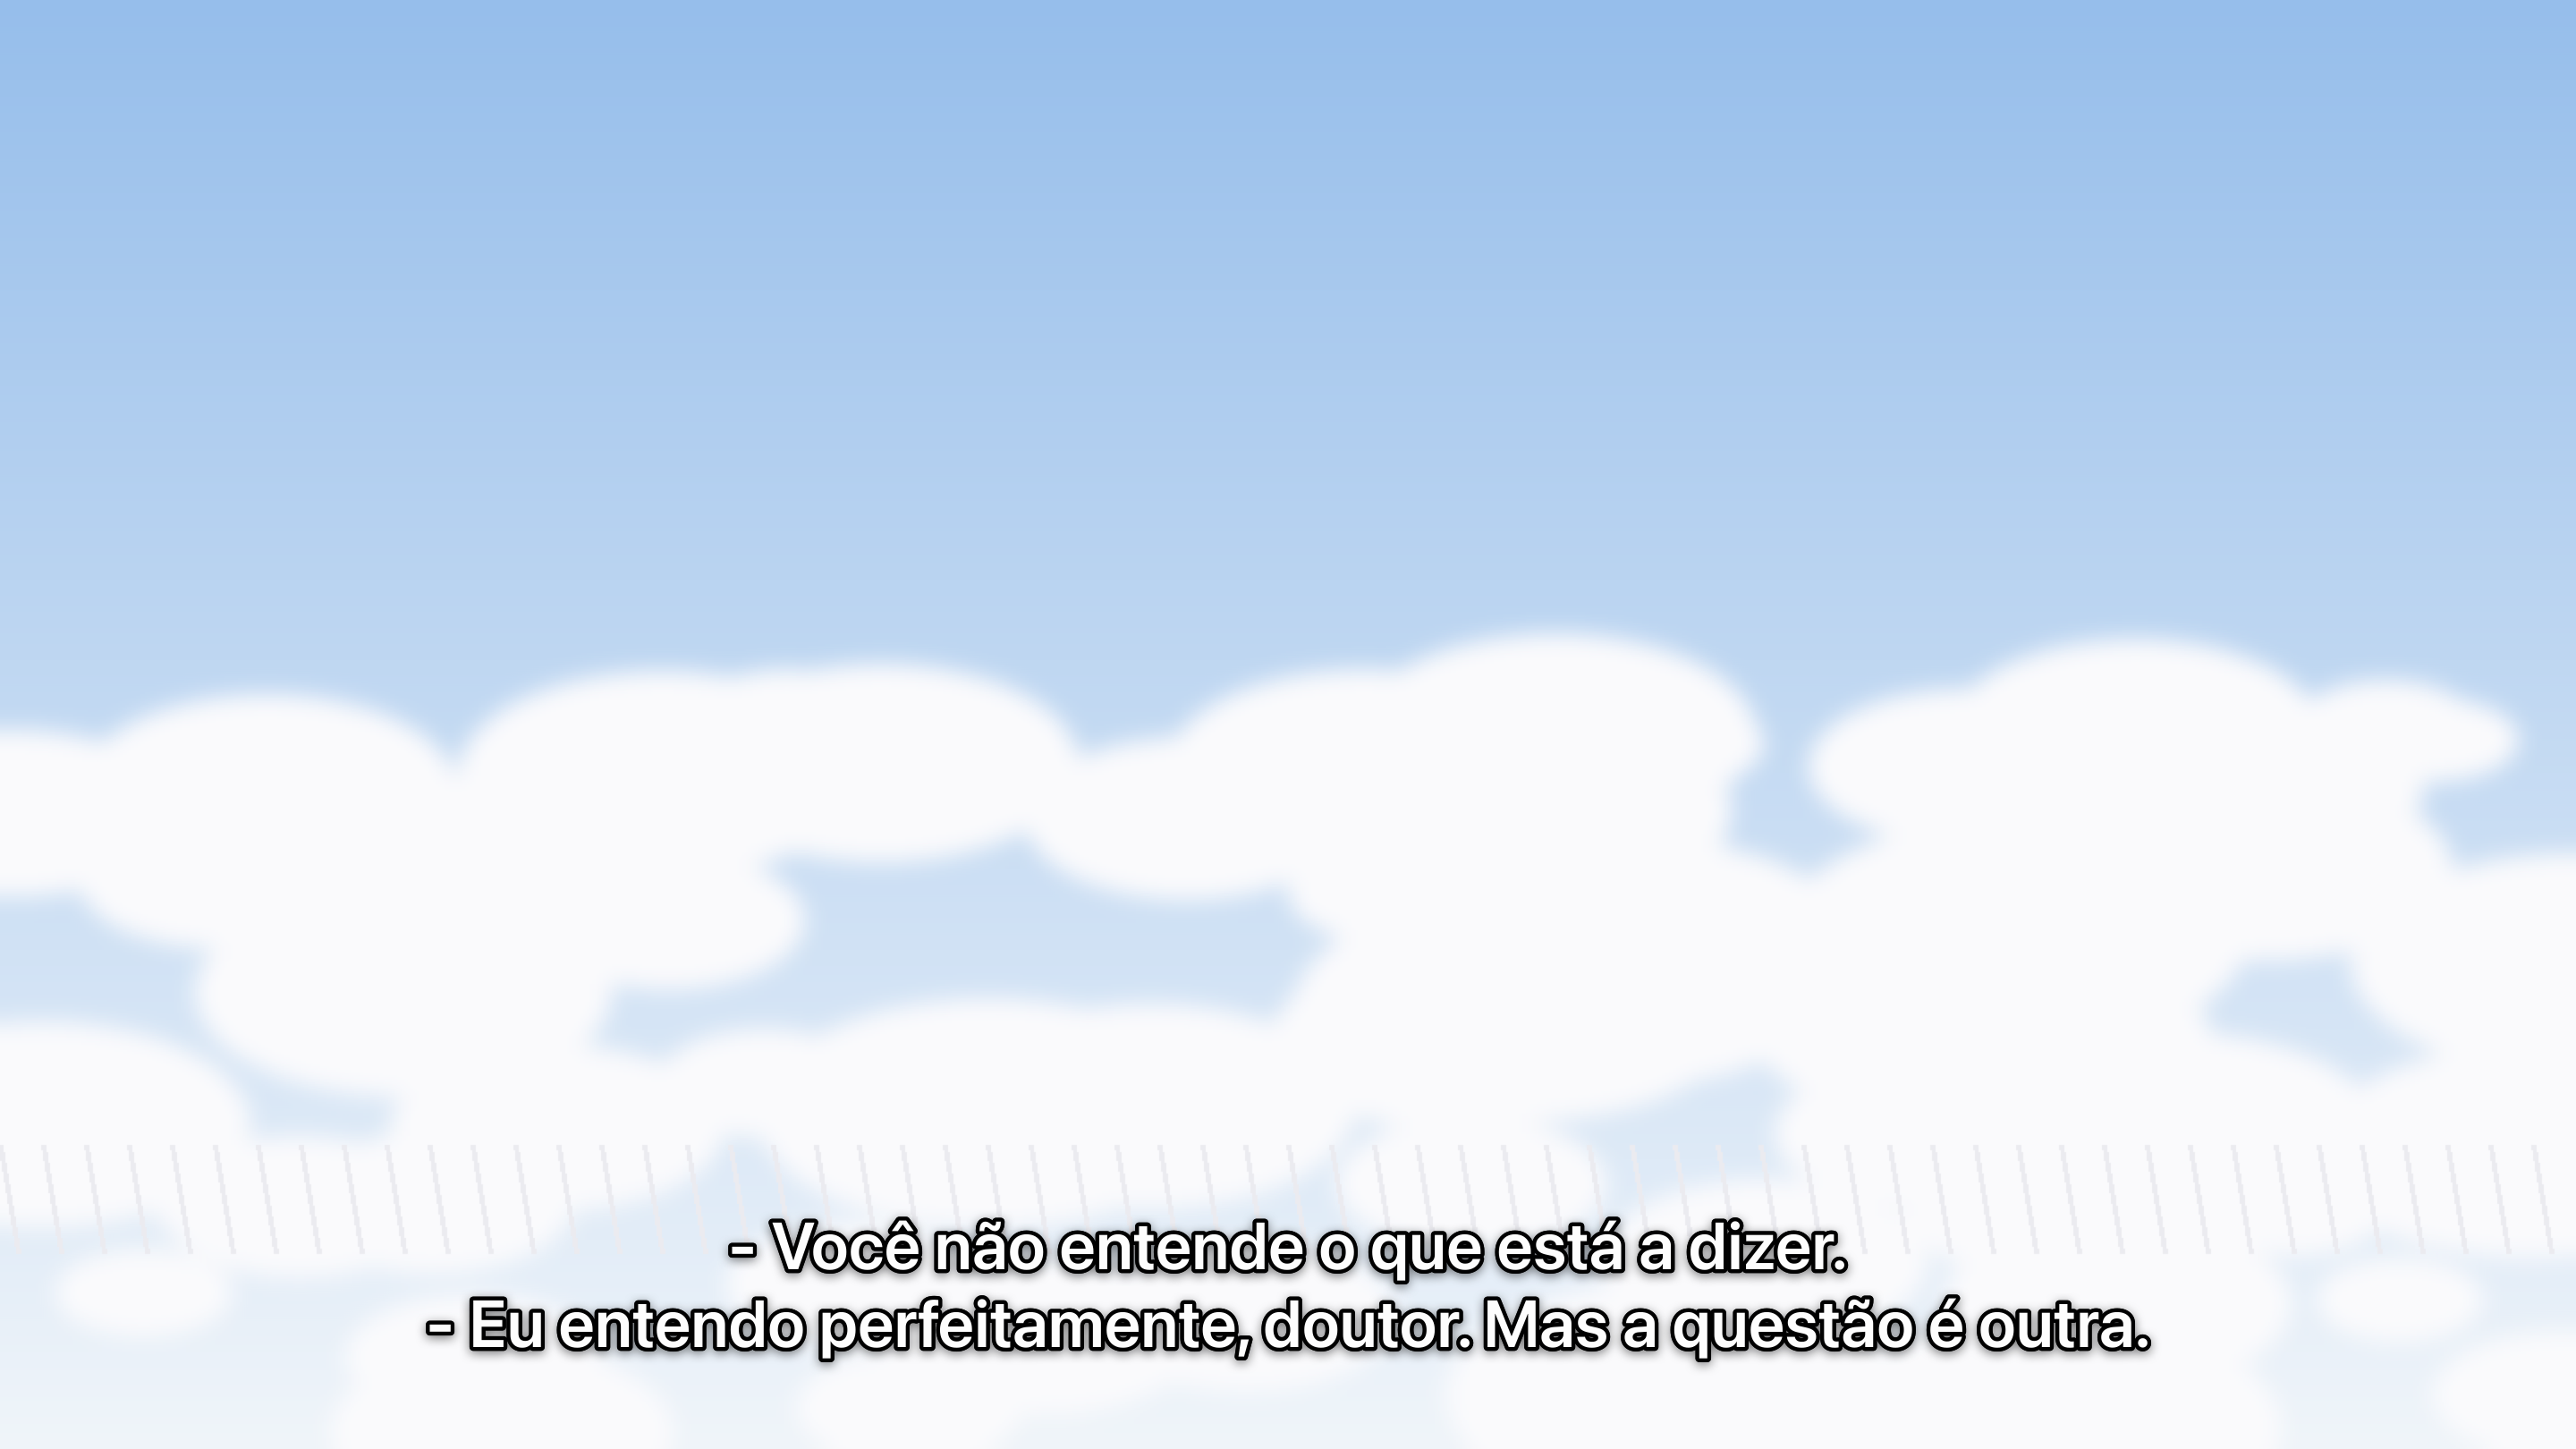 - Você não entende o que está a dizer.
- Eu entendo perfeitamente, doutor. Mas a questão é outra.